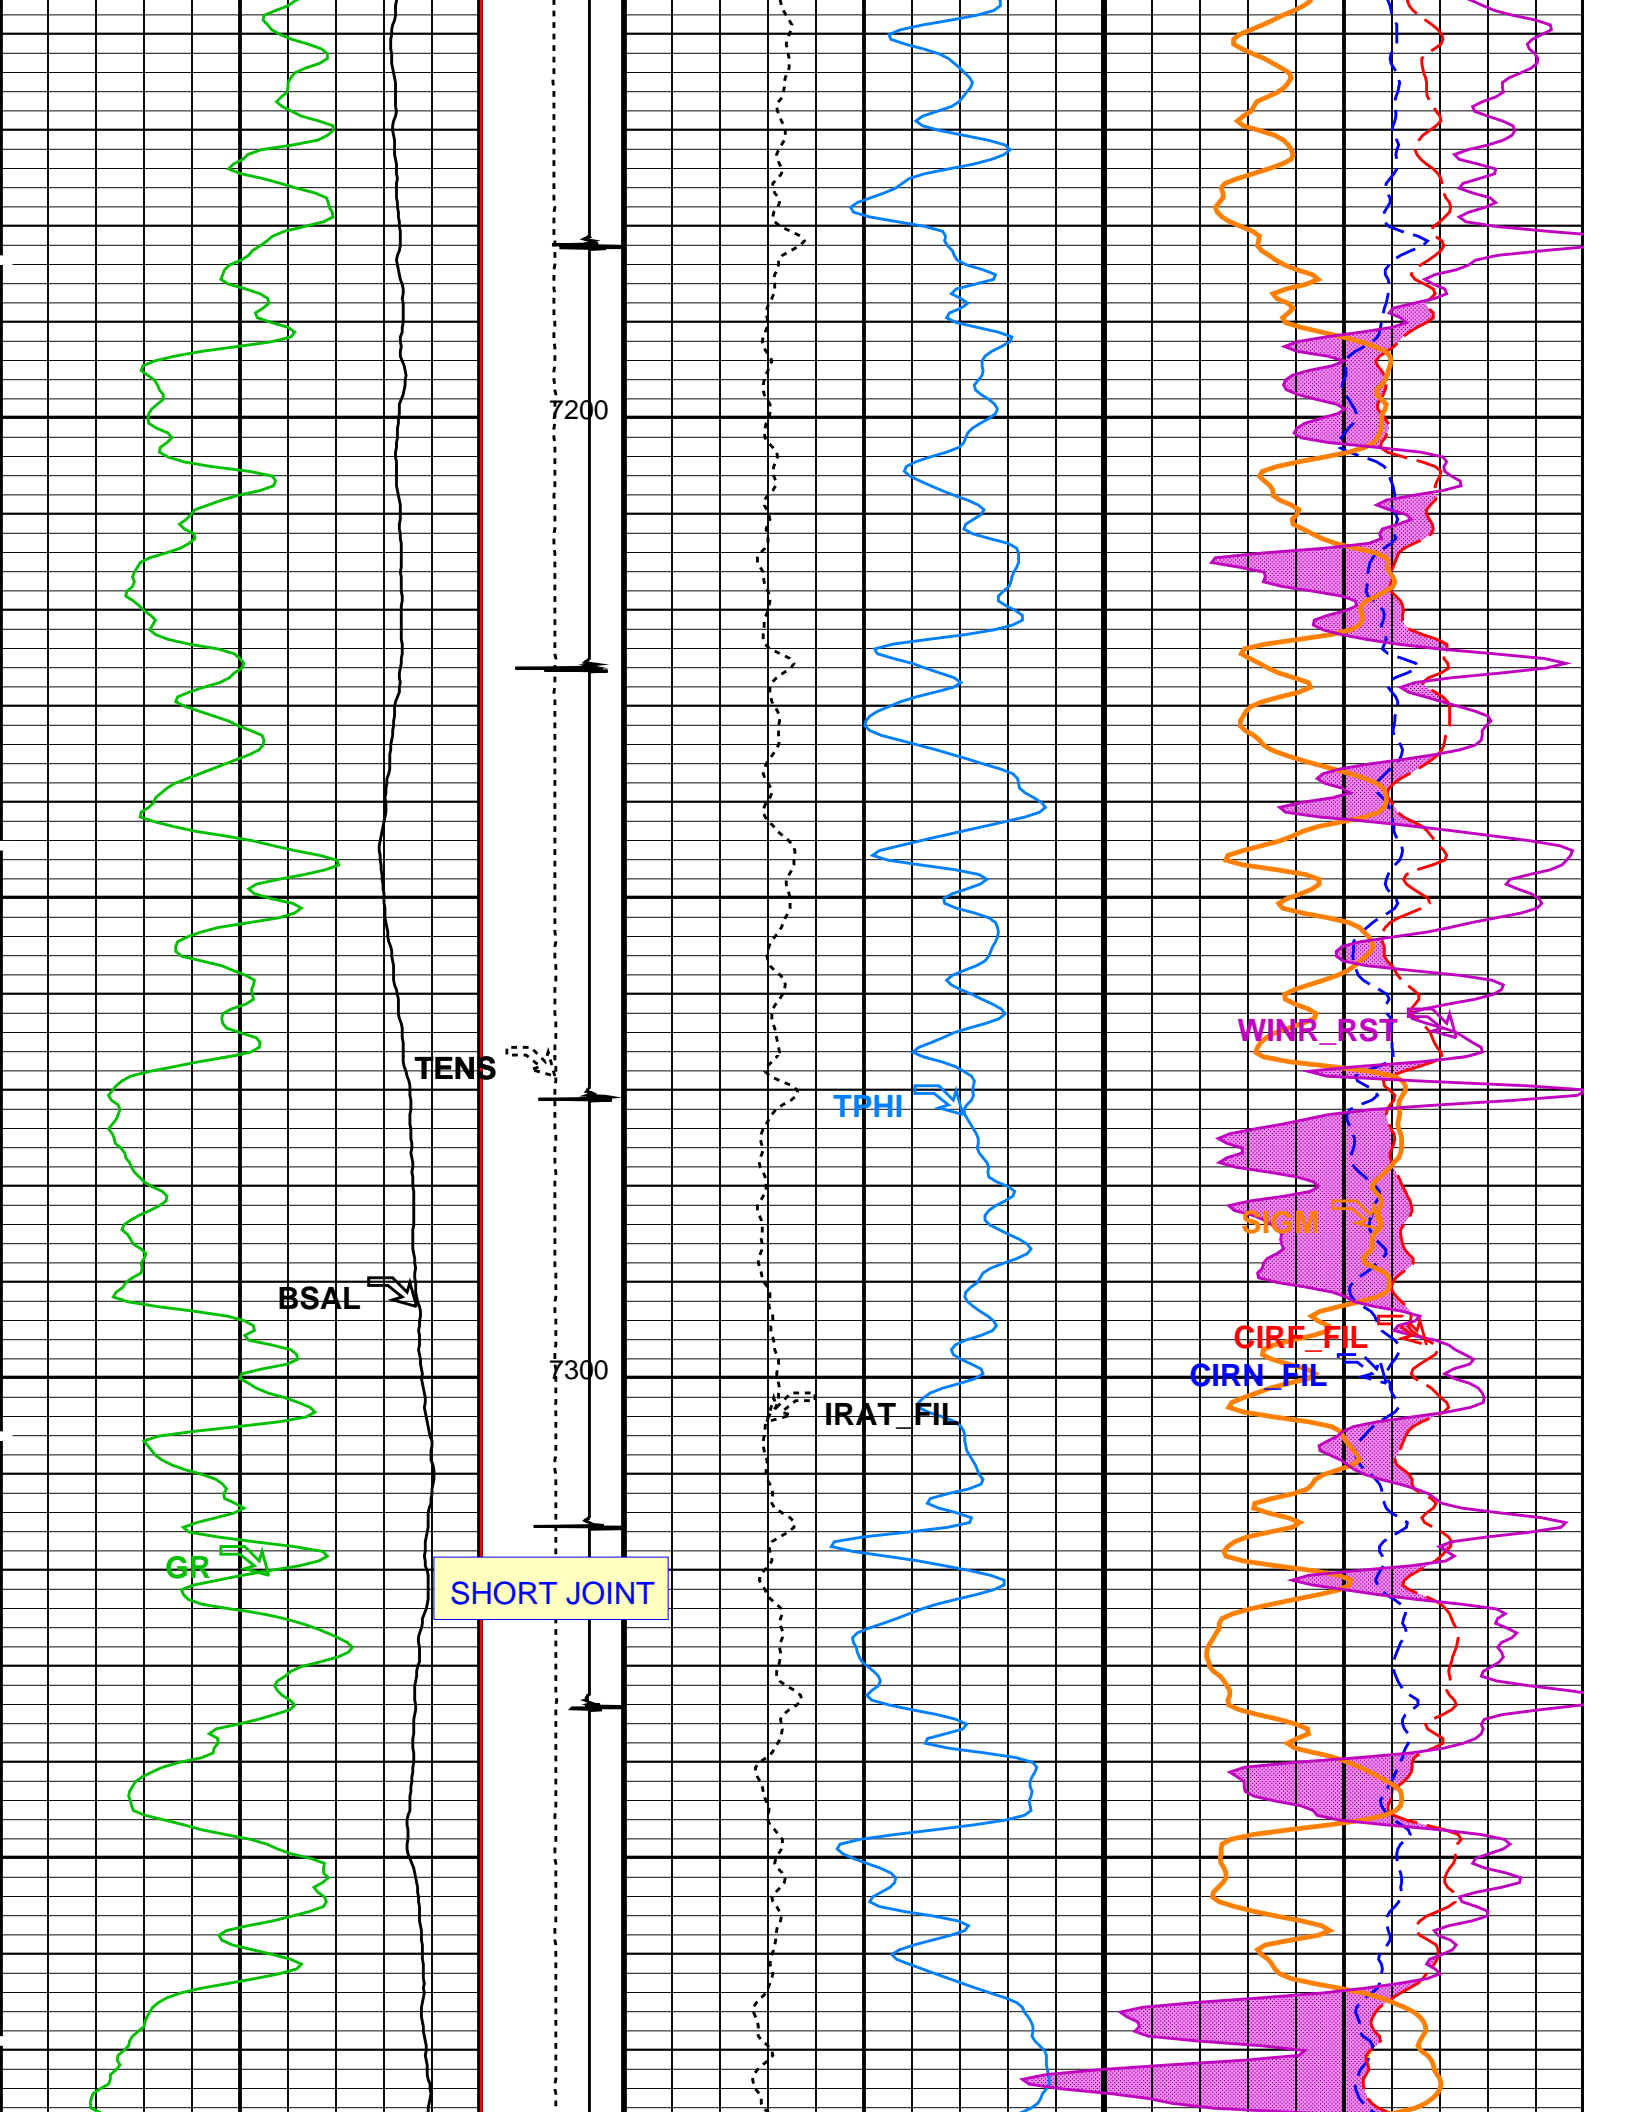 7200
WINR_RST
TENS
TPHI
SIGM
BSAL
CIRF_FIL
7300
CIRN_FIL
IRAT_FIL
GR
SHORT JOINT